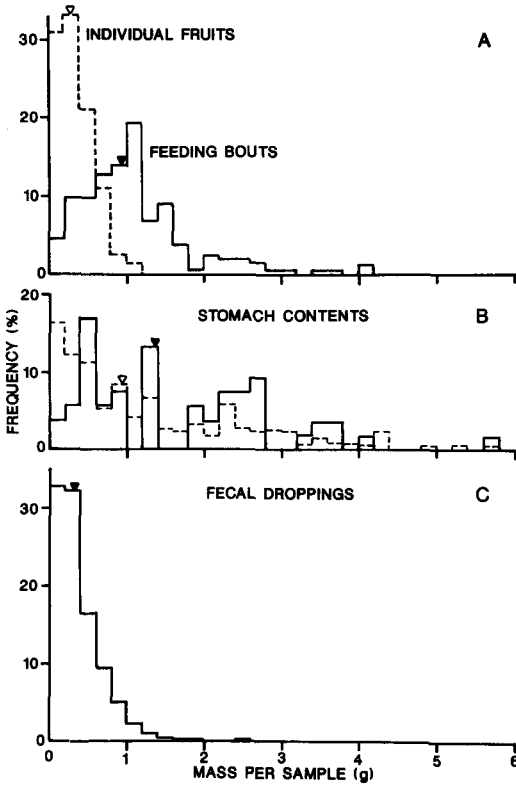 A
INDIVIDUAL FRUITS
30
20
FEEDING BOUTS
10
0
20
STOMACH CONTENTS
B
FREQUENCY (%)
10
0
FECAL DROPPINGS
C
30
20
10
0
0 1 2 3 4 5 6
MASS PER SAMPLE (g)